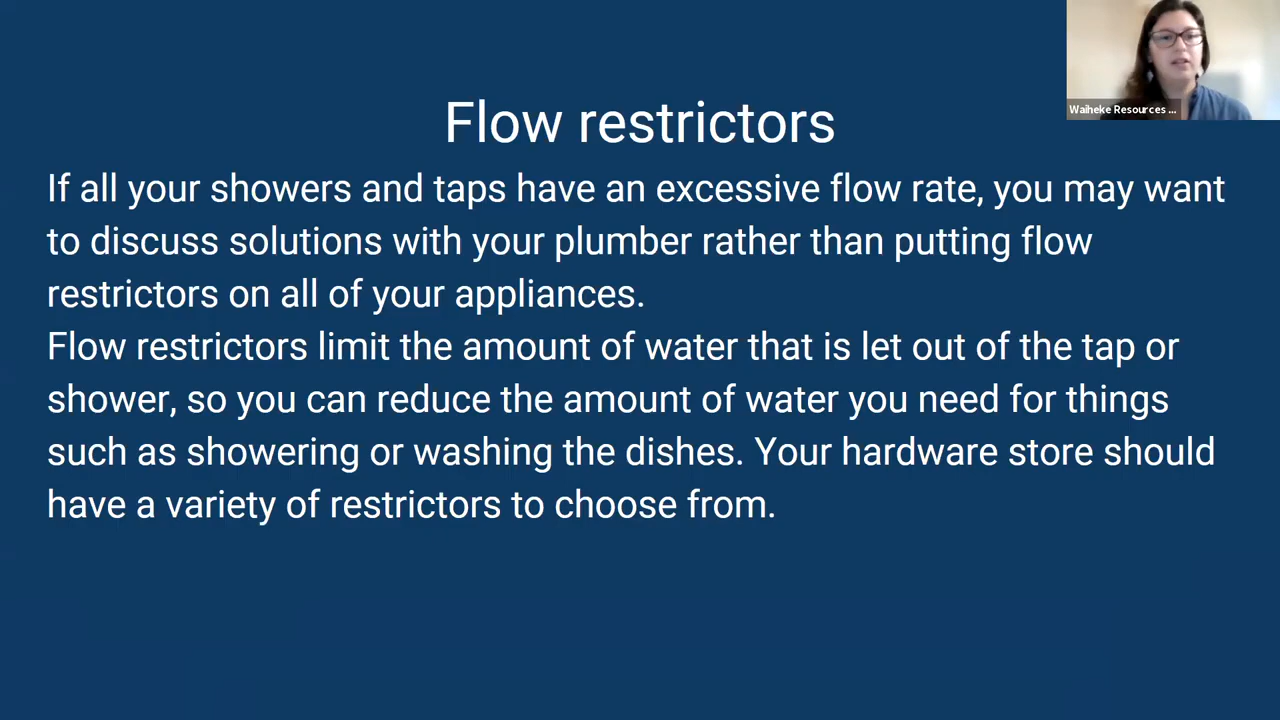 Flow restrictors
If all your showers and taps have an excessive flow rate, you may want
to discuss solutions with your plumber rather than putting flow
restrictors on all of your appliances.
Flow restrictors limit the amount of water that is let out of the tap or
shower, so you can reduce the amount of water you need for things
such as showering or washing the dishes. Your hardware store should
have a variety of restrictors to choose from.
Waiheke Resources ...